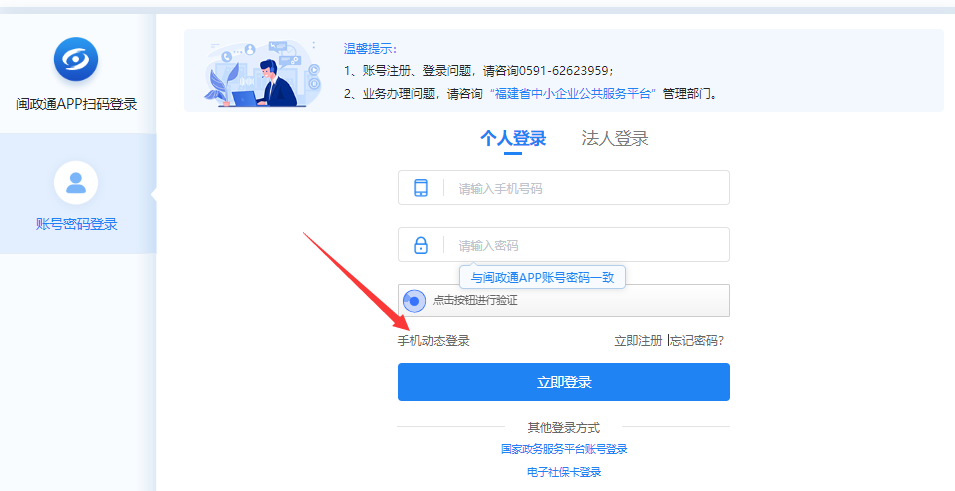 温馨提示：
1、账号注册、登录问题，请咨询0591-62623959；
2、业务办理问题，请咨询“福建省中小企业公共服务平台”管理部门。
闽政通APP扫码登录
账号密码登录
个人登录 法人登录
请输入手机号码
请输入密码
与闽政通APP账号密码一致
点击按钮进行验证
手机动态登录 立即注册 |忘记密码?
立即登录
其他登录方式
国家政务服务平台账号登录
电子社保卡登录